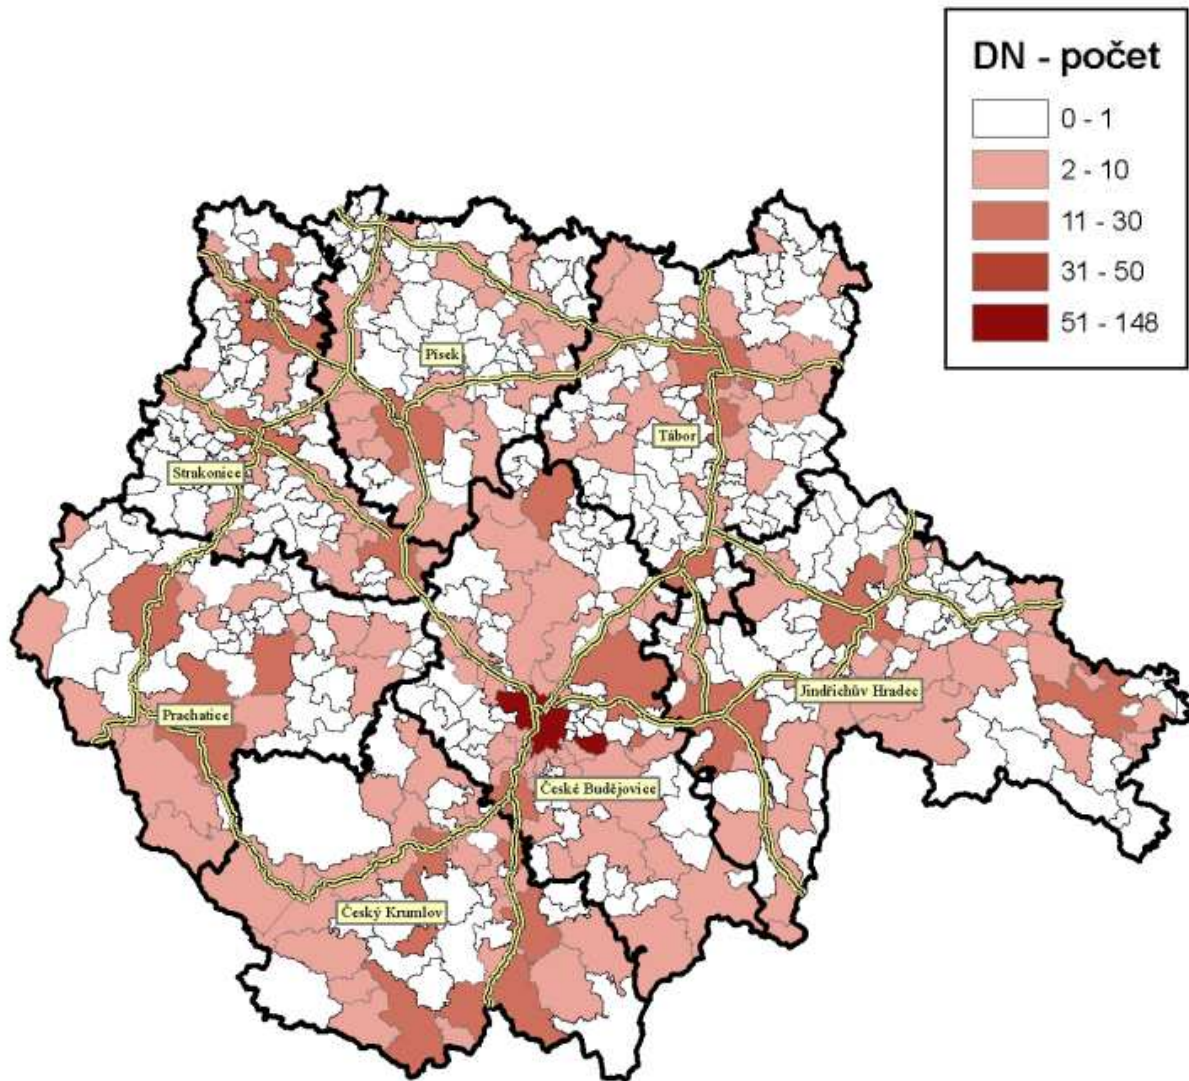 DN - počet
0 - 1
2 - 10
11 - 30
31 - 50
51 - 148
Písek
Tábor
Strakonice
Jindřichův Hradec
Prachatice
České Budějovice
Český Krumlov